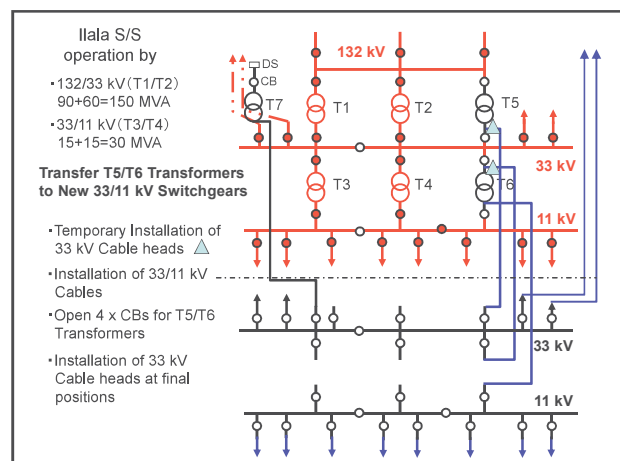 Ilala S/S
operation by
・132/33 kV(T1/T2)
90+60=150 MVA
・33/11 kV(T3/T4)
15+15=30 MVA
Transfer T5/T6 Transformers
to New 33/11 kV Switchgears
・Temporary Installation of
33 kV Cable heads
・Installation of 33/11 kV
Cables
・Open 4 x CBs for T5/T6
Transformers
・Installation of 33 kV
Cable heads at final
positions
DS
CB
132 kV
T7
T1
T2
T5
33 kV
T3
T4
T6
11 kV
33 kV
11 kV